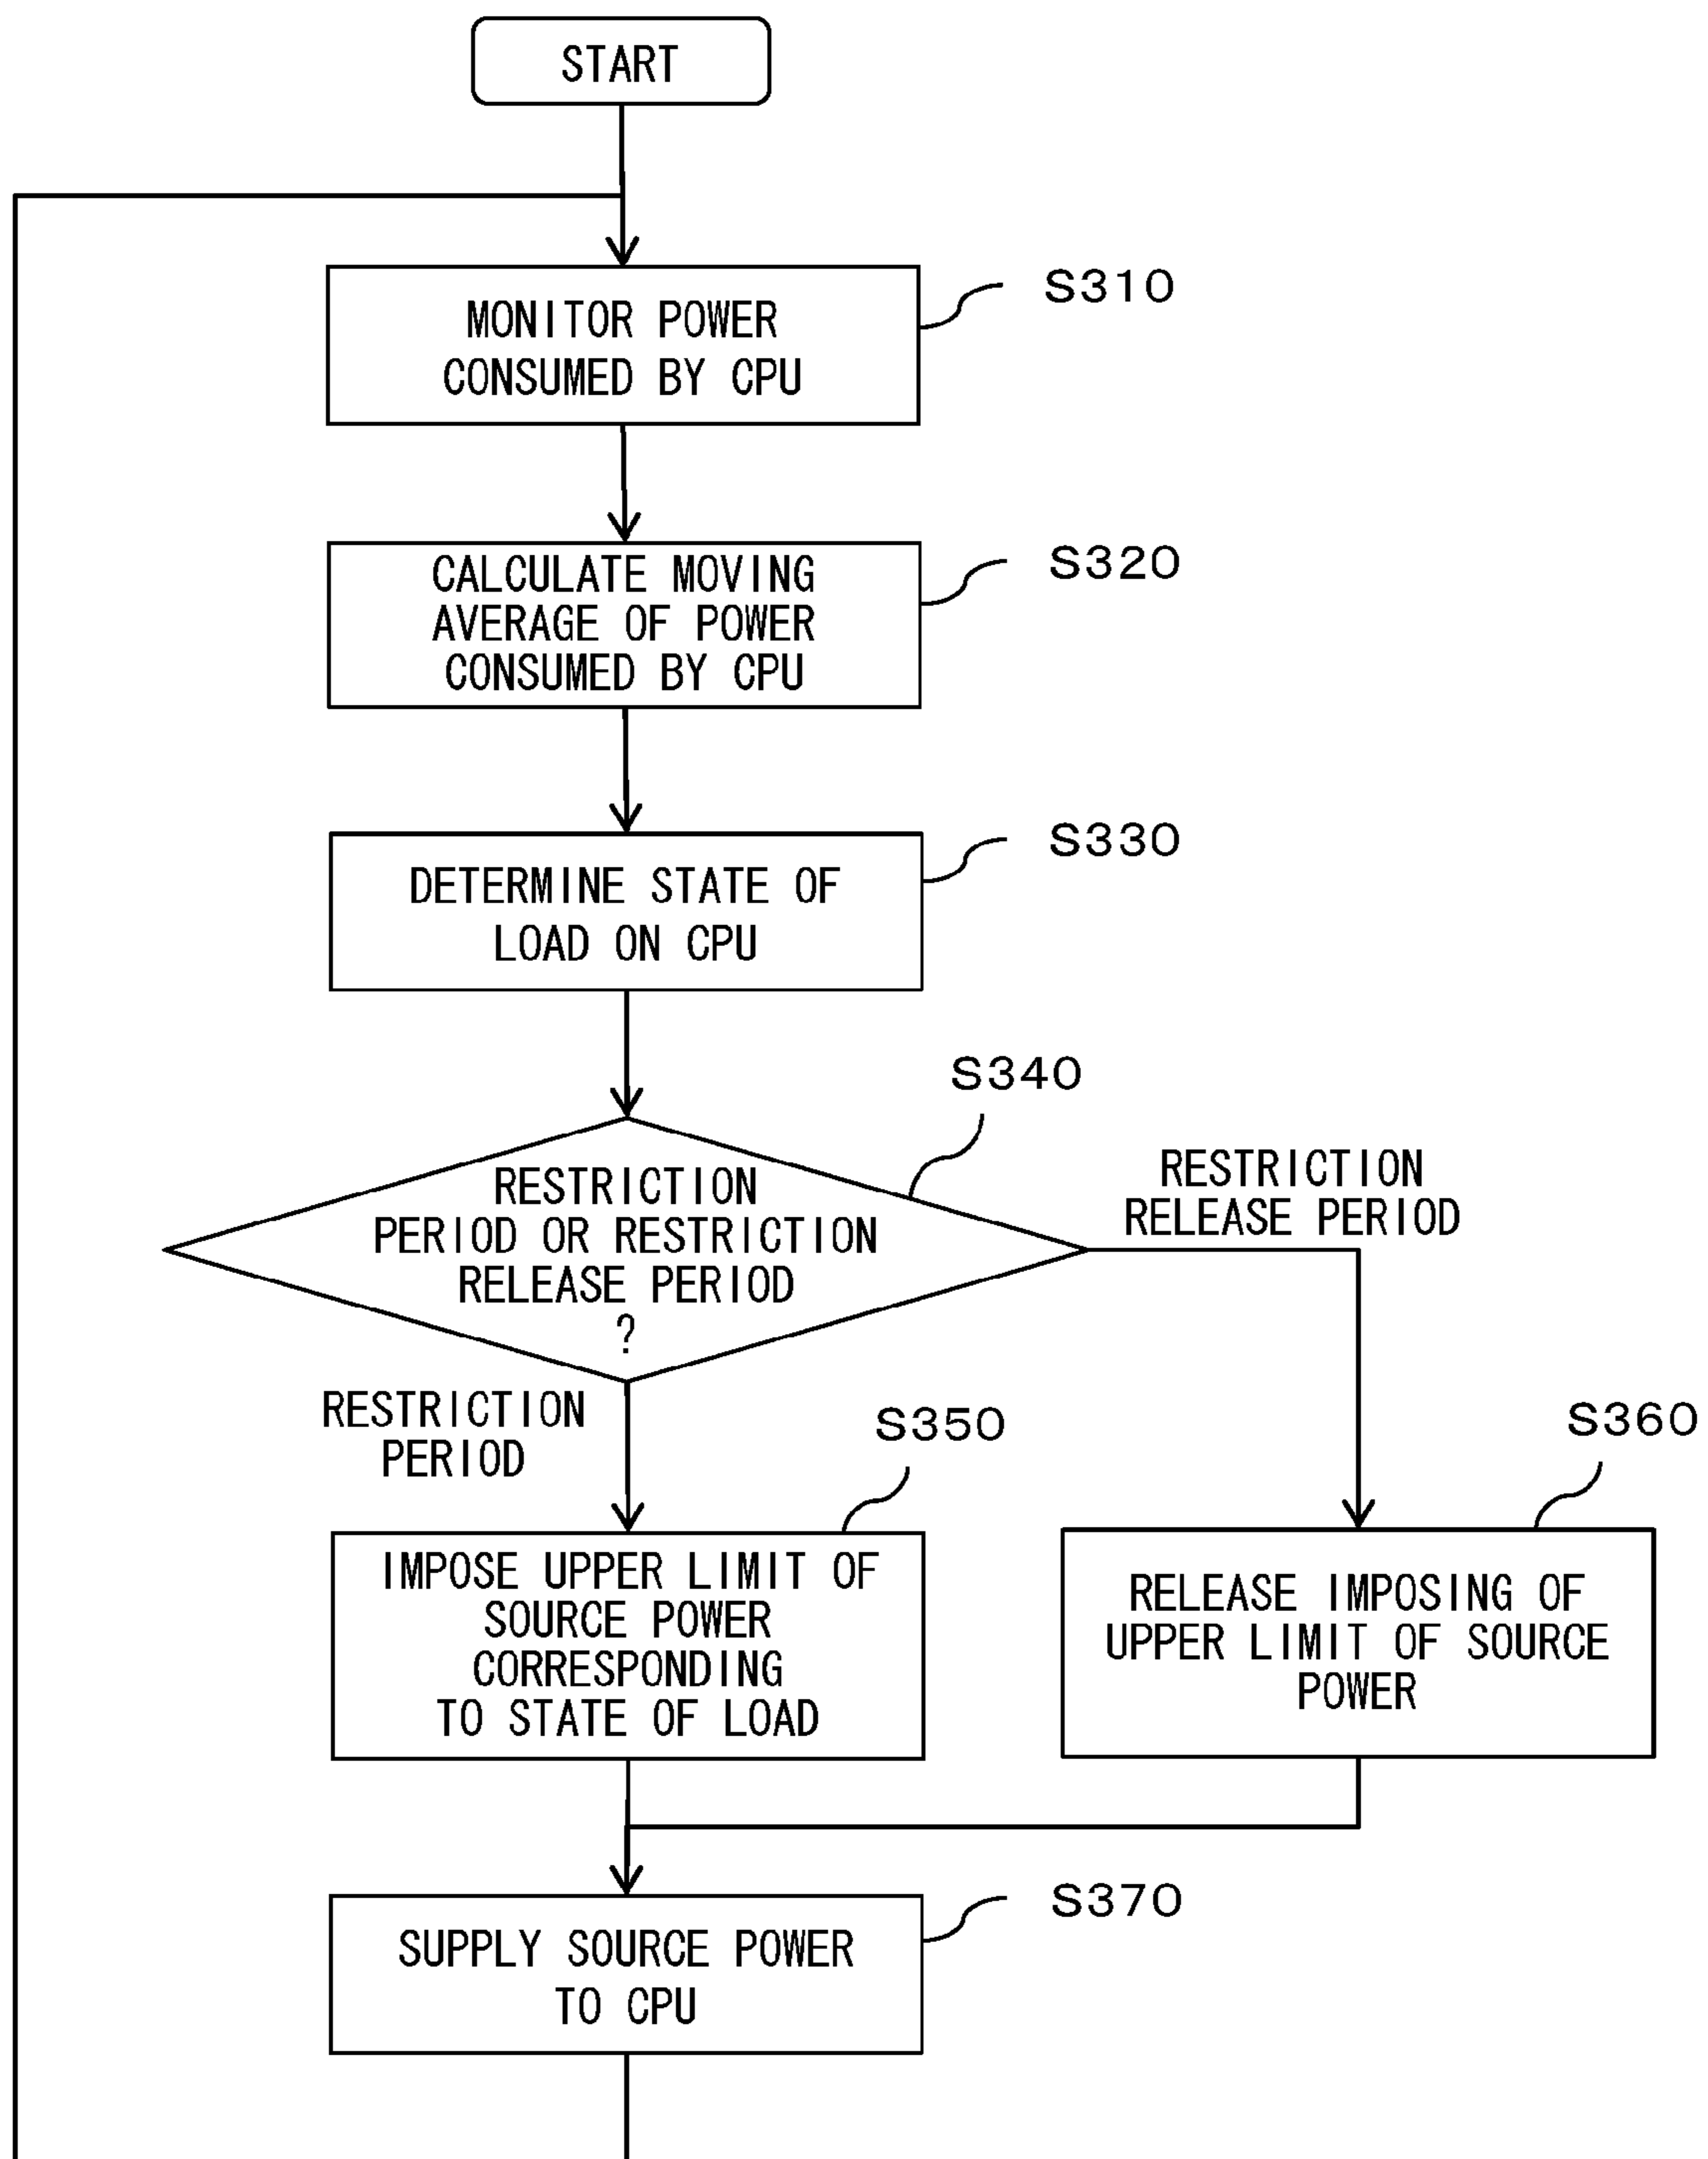 START
MONITOR POWER
CONSUMED BY CPU
S310
CALCULATE MOVING
AVERAGE OF POWER
CONSUMED BY CPU
S320
DETERMINE STATE OF
LOAD ON CPU
S330
S340
RESTRICTION
PERIOD OR RESTRICTION
RELEASE PERIOD
?
RESTRICTION
RELEASE PERIOD
RESTRICTION
PERIOD
S350
IMPOSE UPPER LIMIT OF
SOURCE POWER
CORRESPONDING
TO STATE OF LOAD
S360
RELEASE IMPOSING OF
UPPER LIMIT OF SOURCE
POWER
SUPPLY SOURCE POWER
TO CPU
S370